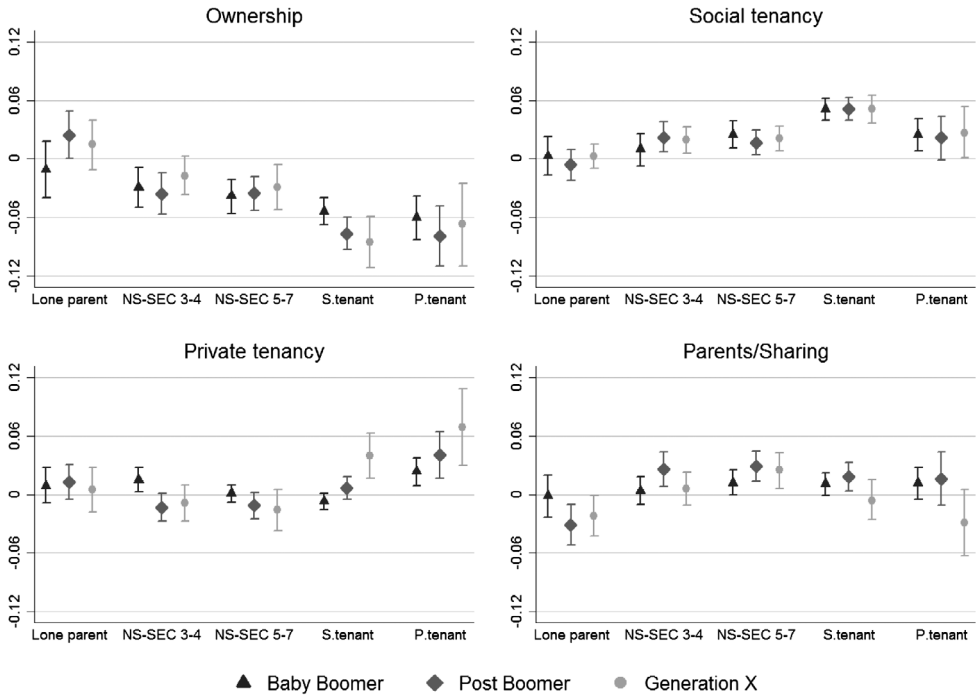 Ownership
Social tenancy
0.12
0.06
0
-0.06
-0.12
Lone parent NS-SEC 3-4 NS-SEC 5-7 S.tenant P.tenant
0.12
0.06
0
-0.06
-0.12
Lone parent NS-SEC 3-4 NS-SEC 5-7 S.tenant P.tenant
Private tenancy
Parents/Sharing
0.12
0.06
0
-0.06
-0.12
Lone parent NS-SEC 3-4 NS-SEC 5-7 S.tenant P.tenant
0.12
0.06
0
-0.06
-0.12
Lone parent NS-SEC 3-4 NS-SEC 5-7 S.tenant P.tenant
Baby Boomer Post Boomer Generation X